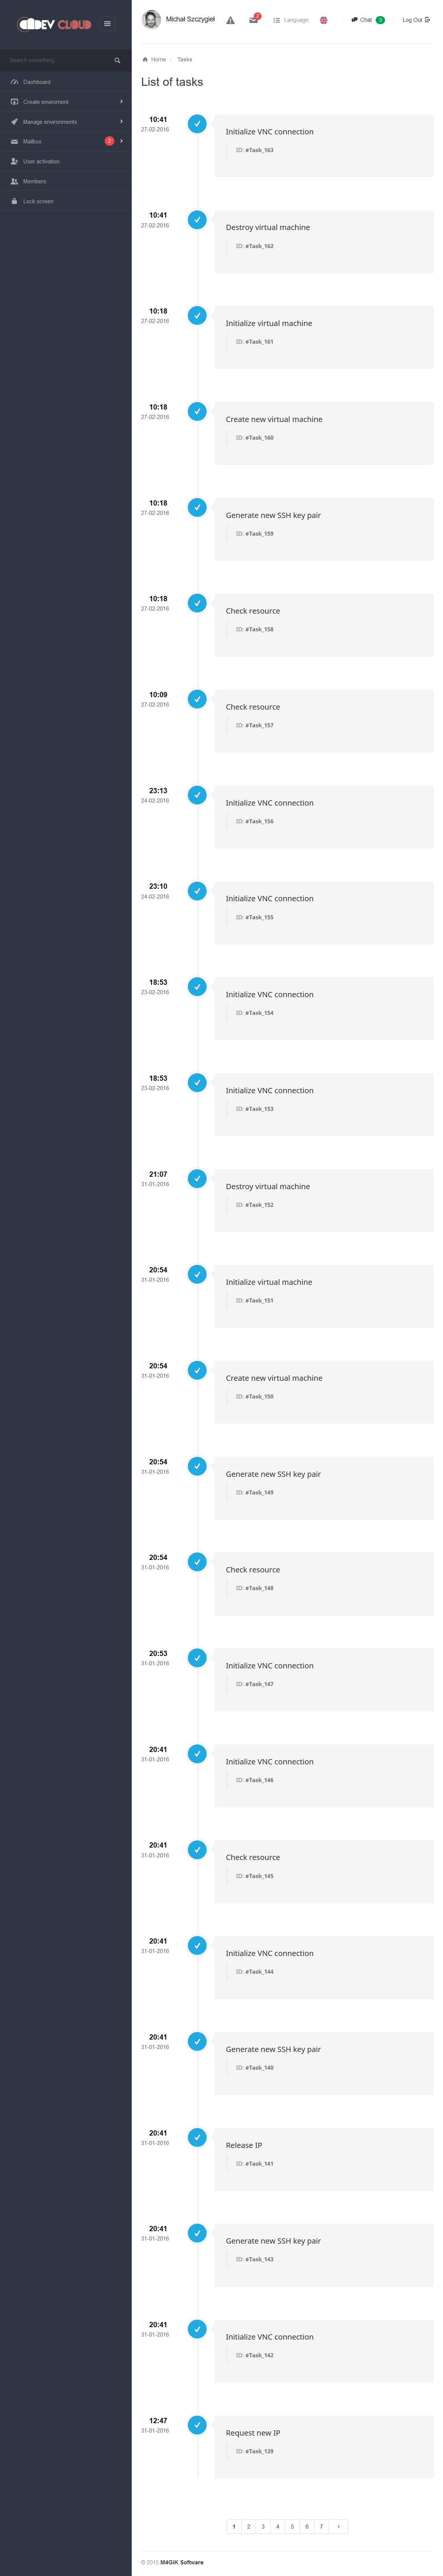 DEV CLOUD
Search something
Dashboard
Create enviroment
Manage environments
Mailbox 2
User activation
Members
Lock screen
Michał Szczygieł
Language:
Chat 3
Log Out
Home / Tasks
List of tasks
10:41
27-02-2016
Initialize VNC connection
ID: #Task_163
10:41
27-02-2016
Destroy virtual machine
ID: #Task_162
10:18
27-02-2016
Initialize virtual machine
ID: #Task_161
10:18
27-02-2016
Create new virtual machine
ID: #Task_160
10:18
27-02-2016
Generate new SSH key pair
ID: #Task_159
10:18
27-02-2016
Check resource
ID: #Task_158
10:09
27-02-2016
Check resource
ID: #Task_157
23:13
24-02-2016
Initialize VNC connection
ID: #Task_156
23:10
24-02-2016
Initialize VNC connection
ID: #Task_155
18:53
23-02-2016
Initialize VNC connection
ID: #Task_154
18:53
23-02-2016
Initialize VNC connection
ID: #Task_153
21:07
31-01-2016
Destroy virtual machine
ID: #Task_152
20:54
31-01-2016
Initialize virtual machine
ID: #Task_151
20:54
31-01-2016
Create new virtual machine
ID: #Task_150
20:54
31-01-2016
Generate new SSH key pair
ID: #Task_149
20:54
31-01-2016
Check resource
ID: #Task_148
20:53
31-01-2016
Initialize VNC connection
ID: #Task_147
20:41
31-01-2016
Initialize VNC connection
ID: #Task_146
20:41
31-01-2016
Check resource
ID: #Task_145
20:41
31-01-2016
Initialize VNC connection
ID: #Task_144
20:41
31-01-2016
Generate new SSH key pair
ID: #Task_140
20:41
31-01-2016
Release IP
ID: #Task_141
20:41
31-01-2016
Generate new SSH key pair
ID: #Task_143
20:41
31-01-2016
Initialize VNC connection
ID: #Task_142
12:47
31-01-2016
Request new IP
ID: #Task_139
1 2 3 4 5 6 7 ›
© 2015 MéGiK Software